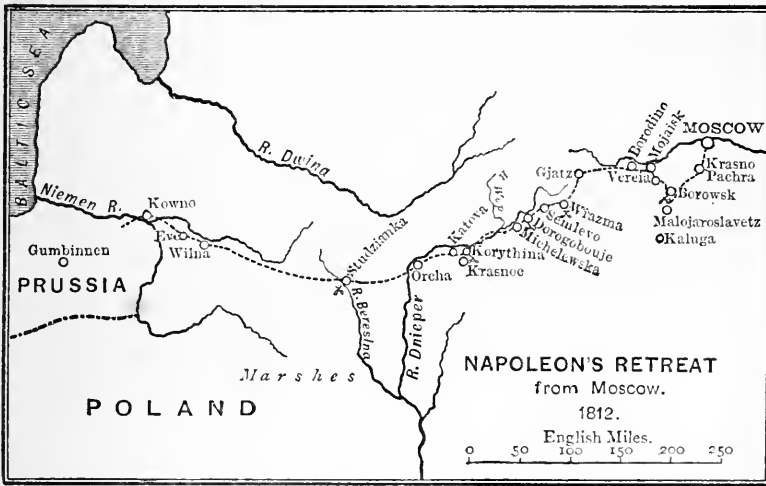 BALTIC SEA
R. Dwina
Niemen R.
Kowno
Eve
Wilna
Gumbinnen
PRUSSIA
POLAND
Marshes
Studzianka
R. Beresina
R. Dnieper
Orcha
Katova
Korythina
Krasnoe
Michelewska
Dorogobouje
Semlevo
Wiazma
Gjatz
Borodino
Mojaisk
Vereia
MOSCOW
Krasno
Pachra
Borowsk
Malojaroslavetz
Kaluga
NAPOLEON'S RETREAT
from Moscow.
1812.
English Miles.
0 50 100 150 200 250